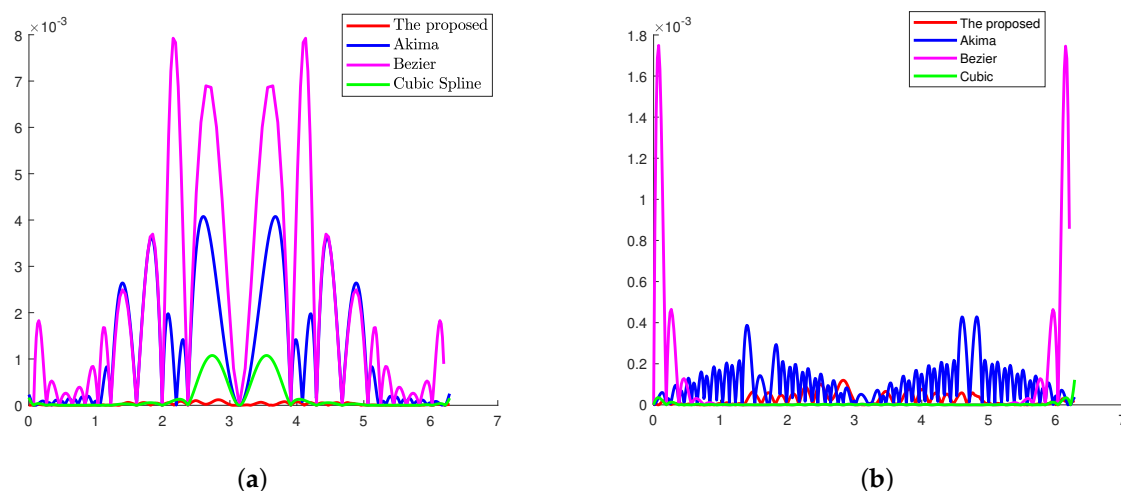 ×10⁻³
8
7
6
5
4
3
2
1
0
0 1 2 3 4 5 6 7
The proposed
Akima
Bezier
Cubic Spline
(a)
×10⁻³
1.8
1.6
1.4
1.2
1
0.8
0.6
0.4
0.2
0
0 1 2 3 4 5 6 7
The proposed
Akima
Bezier
Cubic
(b)